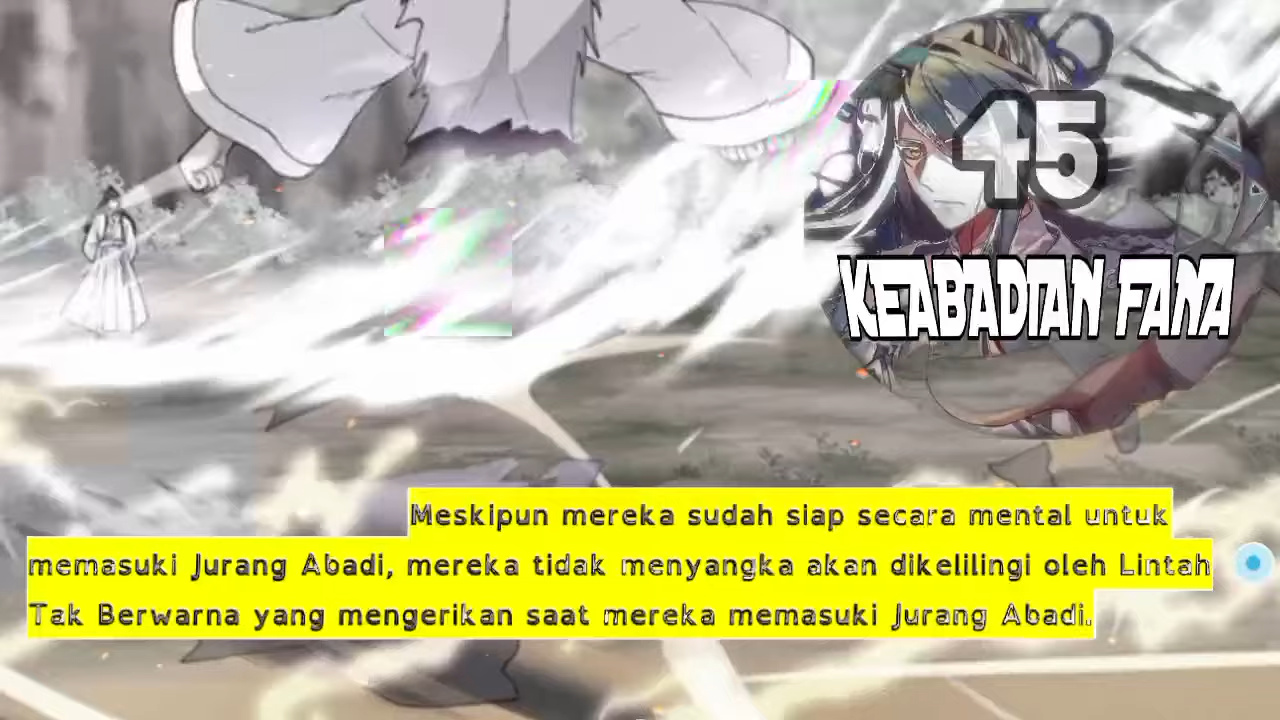 45
KEABADIAN FANA
Meskipun mereka sudah siap secara mental untuk
memasuki Jurang Abadi, mereka tidak menyangka akan dikelilingi oleh Lintah
Tak Berwarna yang mengerikan saat mereka memasuki Jurang Abadi.